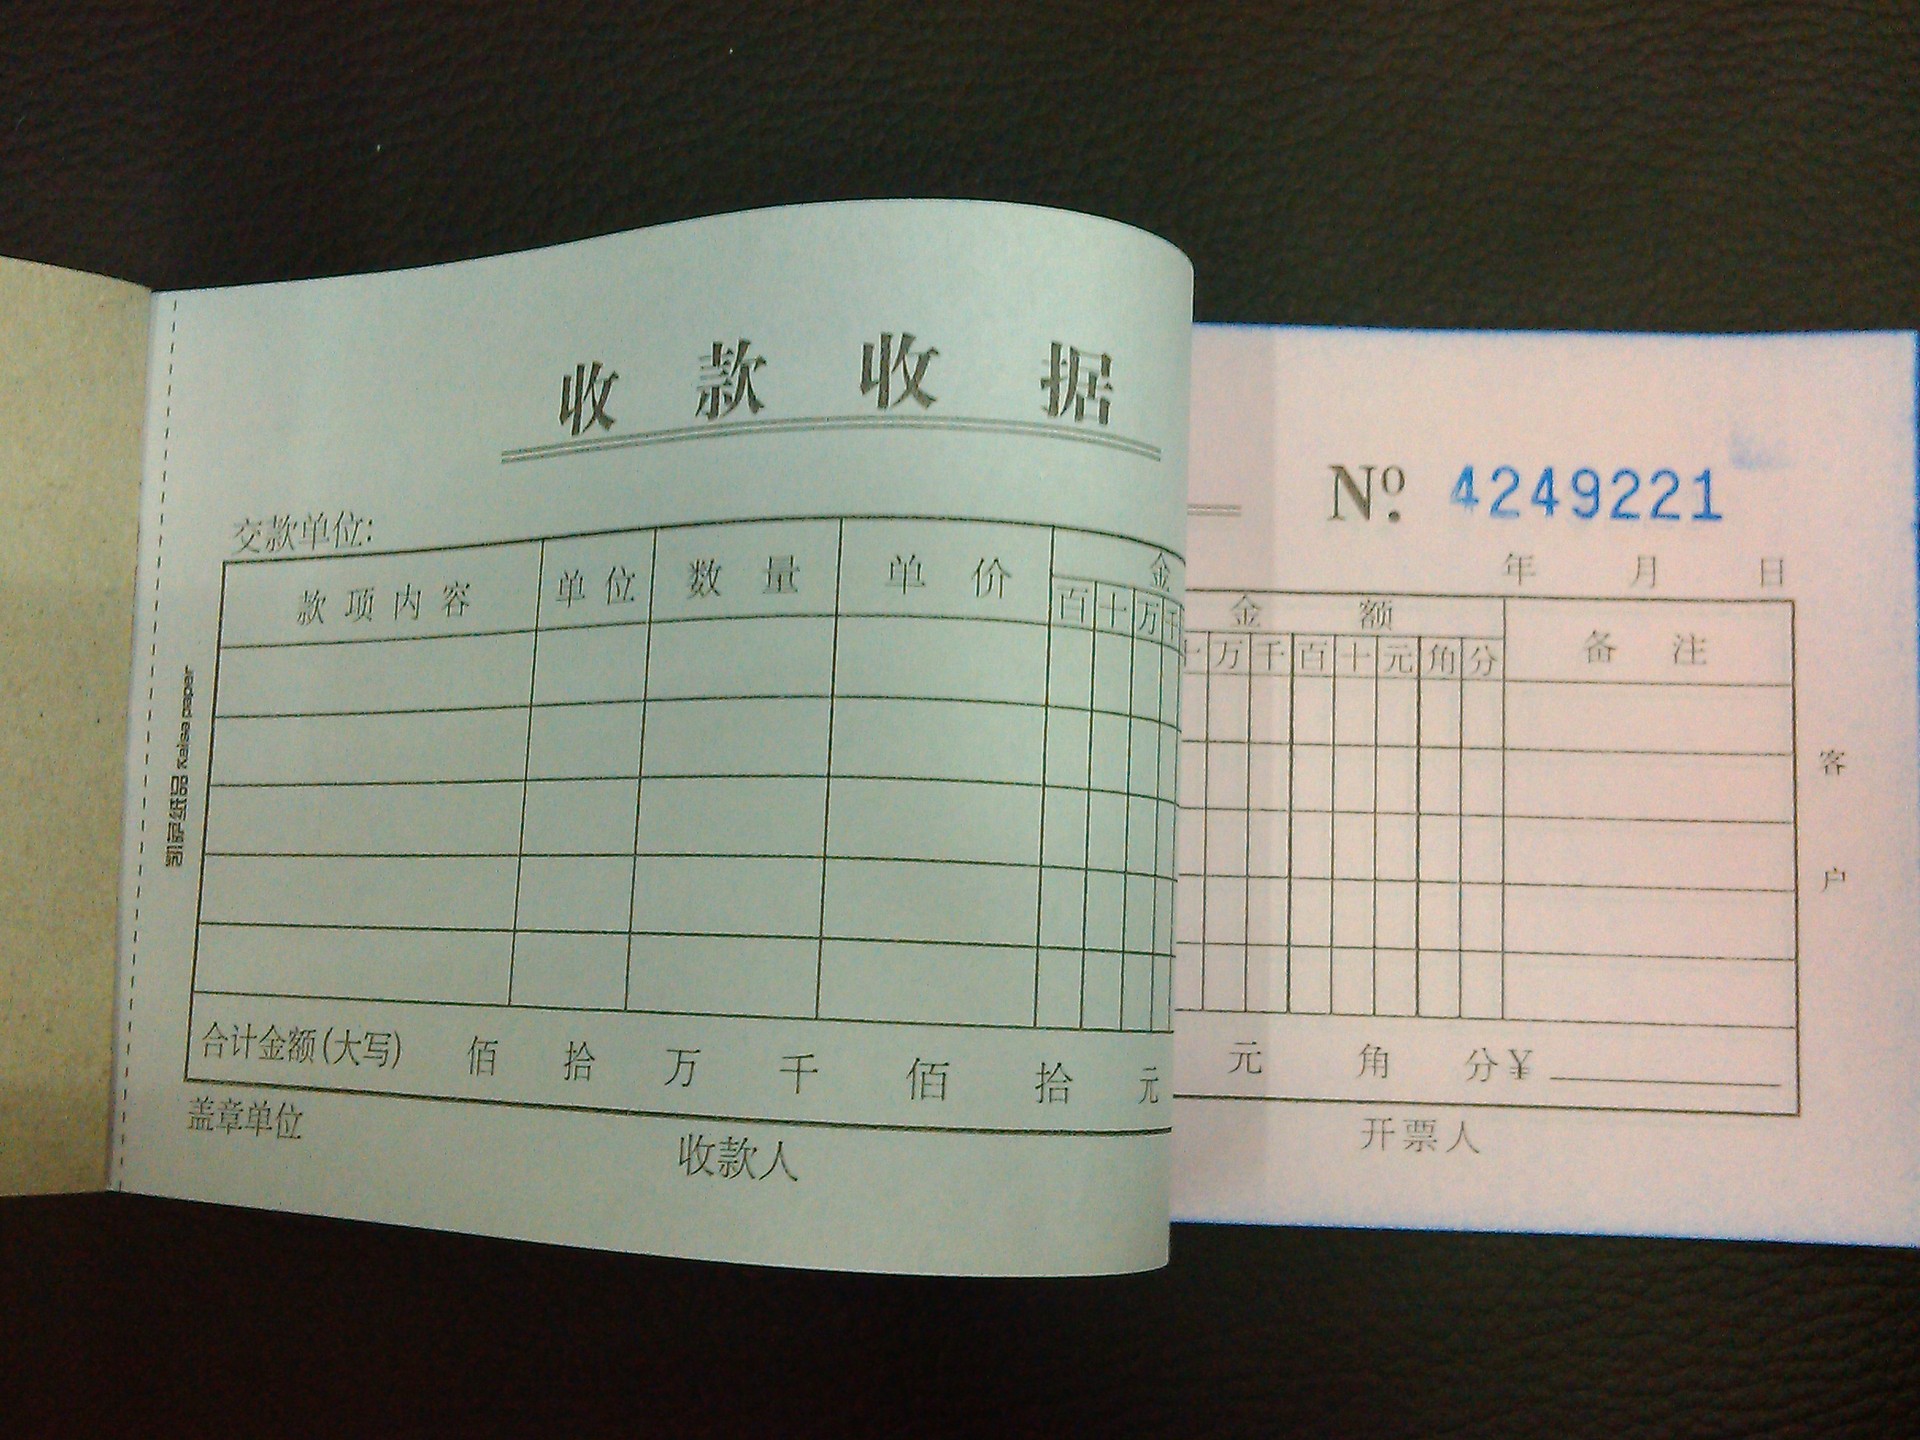 收款收据
№ 4249221
交款单位:
年 月 日
款项内容 单位 数量 单价 金
百 十 万 千
金额 备注
十 万 千 百 十 元 角 分
合计金额(大写) 佰 拾 万 千 佰 拾 元
元 角 分 ¥
盖章单位 收款人
开票人
客户
凯萨纸品 Kaisa paper